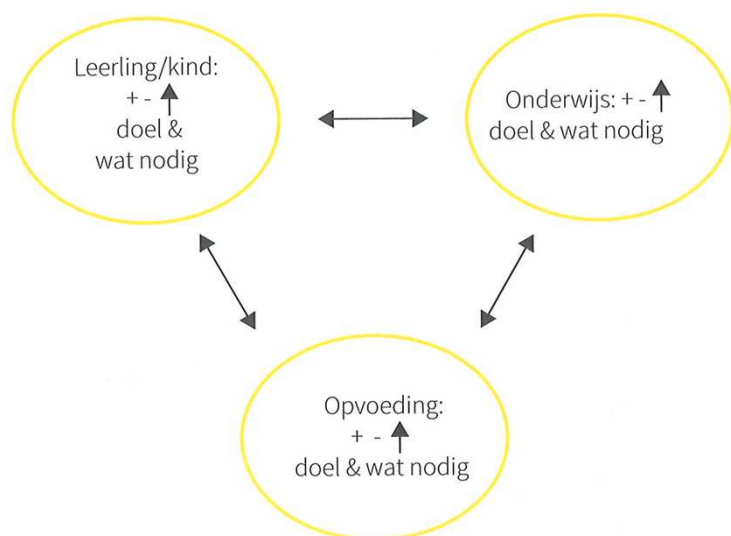 Leerling/kind:
+ - ↑
doel &
wat nodig
Onderwijs: + - ↑
doel & wat nodig
Opvoeding:
+ - ↑
doel & wat nodig